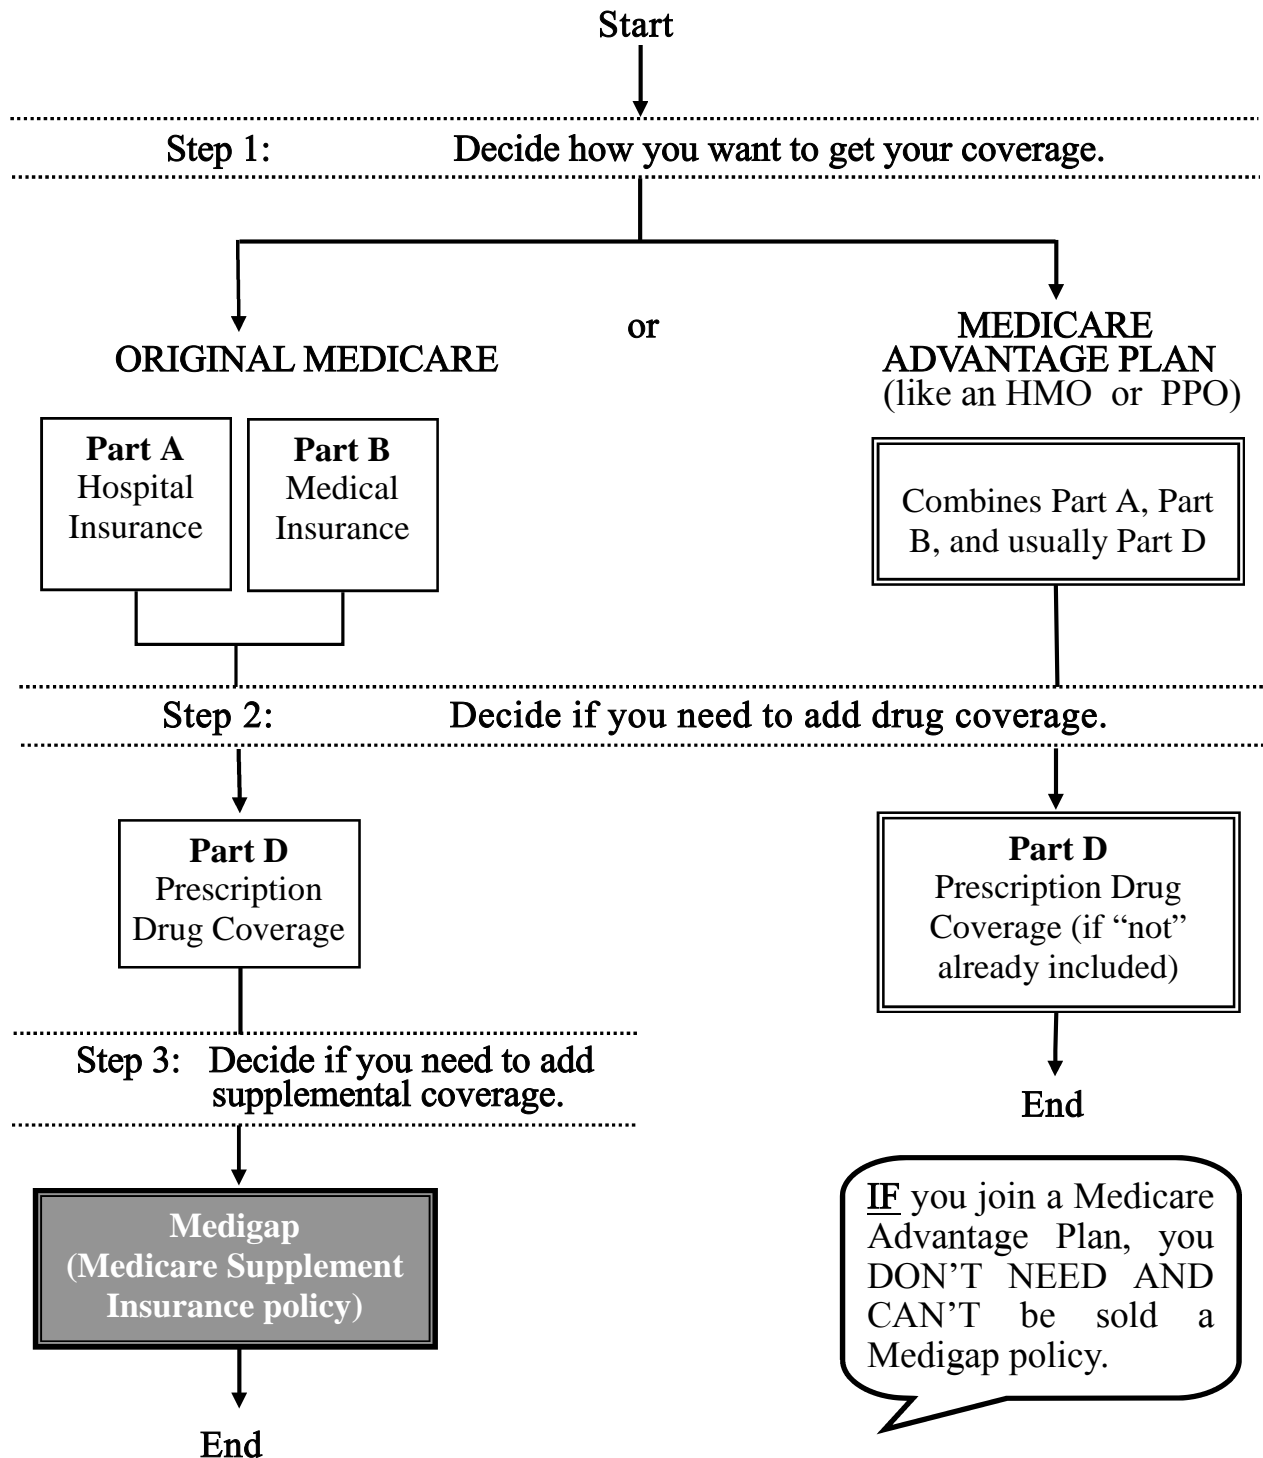 Start
Step 1: Decide how you want to get your coverage.
ORIGINAL MEDICARE
or
MEDICARE
ADVANTAGE PLAN
(like an HMO or PPO)
Part A
Hospital
Insurance
Part B
Medical
Insurance
Combines Part A, Part
B, and usually Part D
Step 2: Decide if you need to add drug coverage.
Part D
Prescription
Drug Coverage
Part D
Prescription Drug
Coverage (if “not”
already included)
Step 3: Decide if you need to add
supplemental coverage.
End
Medigap
(Medicare Supplement
Insurance policy)
End
IF you join a Medicare
Advantage Plan, you
DON’T NEED AND
CAN’T be sold a
Medigap policy.